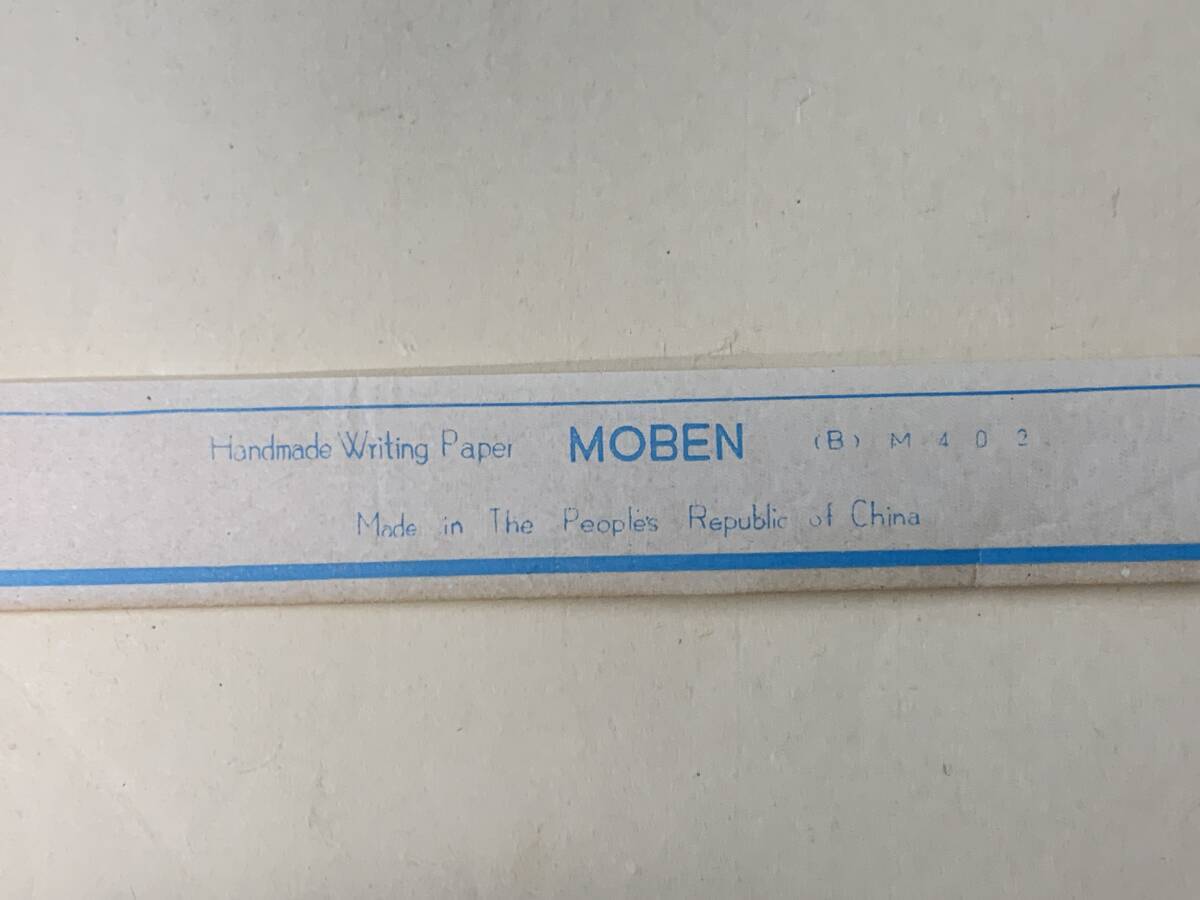 Handmade Writing Paper MOBEN (B) M 4 0 2
Made in The People's Republic of China